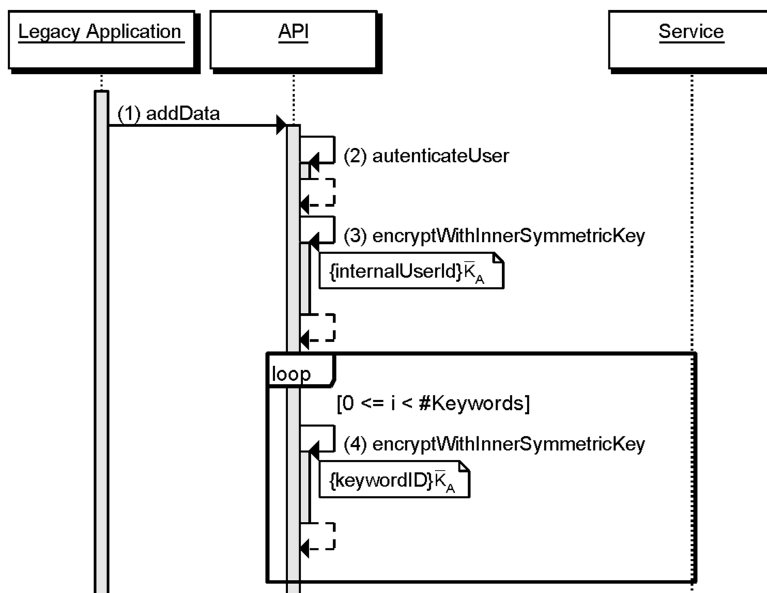 Legacy Application
API
Service
(1) addData
(2) autenticateUser
(3) encryptWithInnerSymmetricKey
{internalUserId}K̅A
loop
[0 <= i < #Keywords]
(4) encryptWithInnerSymmetricKey
{keywordID}K̅A